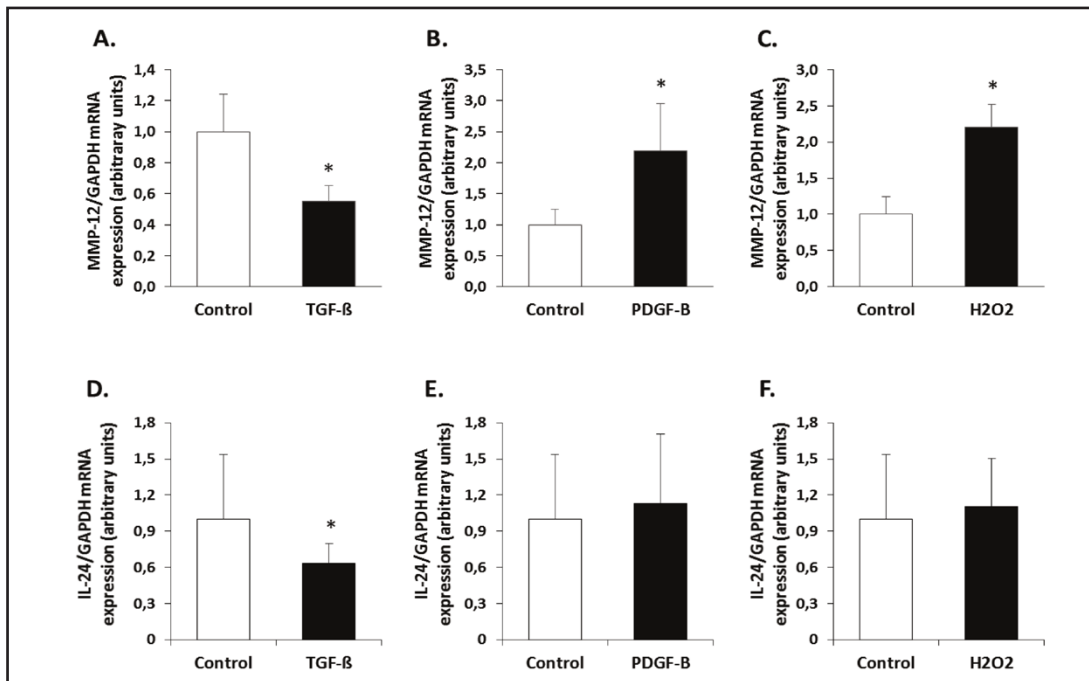 A.
MMP-12/GAPDH mRNA
expression (arbitraray units)
1,4
1,2
1,0
0,8
0,6
0,4
0,2
0,0
*
Control TGF-ß
B.
MMP-12/GAPDH mRNA
expression (arbitrary units)
3,5
3,0
2,5
2,0
1,5
1,0
0,5
0,0
*
Control PDGF-B
C.
MMP-12/GAPDH mRNA
expression (arbitrary units)
3,0
2,5
2,0
1,5
1,0
0,5
0,0
*
Control H2O2
D.
IL-24/GAPDH mRNA
expression (arbitrary units)
1,8
1,5
1,2
0,9
0,6
0,3
0
*
Control TGF-ß
E.
IL-24/GAPDH mRNA
expression (arbitrary units)
1,8
1,5
1,2
0,9
0,6
0,3
0
Control PDGF-B
F.
IL-24/GAPDH mRNA
expression (arbitrary units)
1,8
1,5
1,2
0,9
0,6
0,3
0
Control H2O2